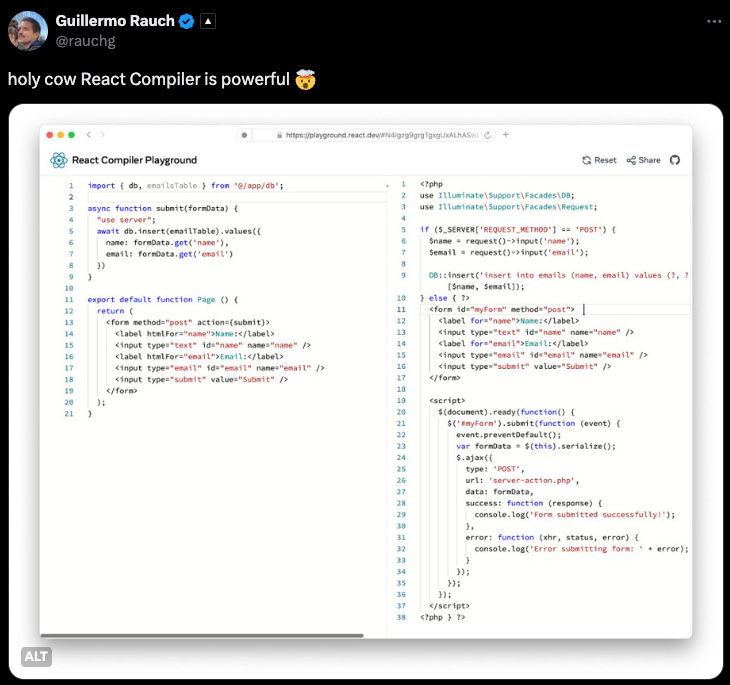 Guillermo Rauch
@rauchg
holy cow React Compiler is powerful 🤯
https://playground.react.dev/#N4Igzg9grgTgxgUxALhASwL
React Compiler Playground
Reset
Share
1 import { db, emailsTable } from '@/app/db';
2
3 async function submit(formData) {
4 "use server";
5 await db.insert(emailTable).values({
6 name: formData.get('name'),
7 email: formData.get('email')
8 })
9 }
10
11 export default function Page () {
12 return (
13 <form method="post" action={submit}>
14 <label htmlFor="name">Name:</label>
15 <input type="text" id="name" name="name" />
16 <label htmlFor="email">Email:</label>
17 <input type="email" id="email" name="email" />
18 <input type="submit" value="Submit" />
19 </form>
20 );
21 }
1 <?php
2 use Illuminate\Support\Facades\DB;
3 use Illuminate\Support\Facades\Request;
4
5 if ($_SERVER['REQUEST_METHOD'] == 'POST') {
6 $name = request()->input('name');
7 $email = request()->input('email');
8
9 DB::insert('insert into emails (name, email) values (?, ?
[$name, $email]);
10 } else { ?>
11 <form id="myForm" method="post">
12 <label for="name">Name:</label>
13 <input type="text" id="name" name="name" />
14 <label for="email">Email:</label>
15 <input type="email" id="email" name="email" />
16 <input type="submit" value="Submit" />
17 </form>
18
19 <script>
20 $(document).ready(function() {
21 $('#myForm').submit(function (event) {
22 event.preventDefault();
23 var formData = $(this).serialize();
24 $.ajax({
25 type: 'POST',
26 url: 'server-action.php',
27 data: formData,
28 success: function (response) {
29 console.log('Form submitted successfully!');
30 },
31 error: function (xhr, status, error) {
32 console.log('Error submitting form: ' + error);
33 }
34 });
35 });
36 });
37 </script>
38 <?php } ?>
ALT